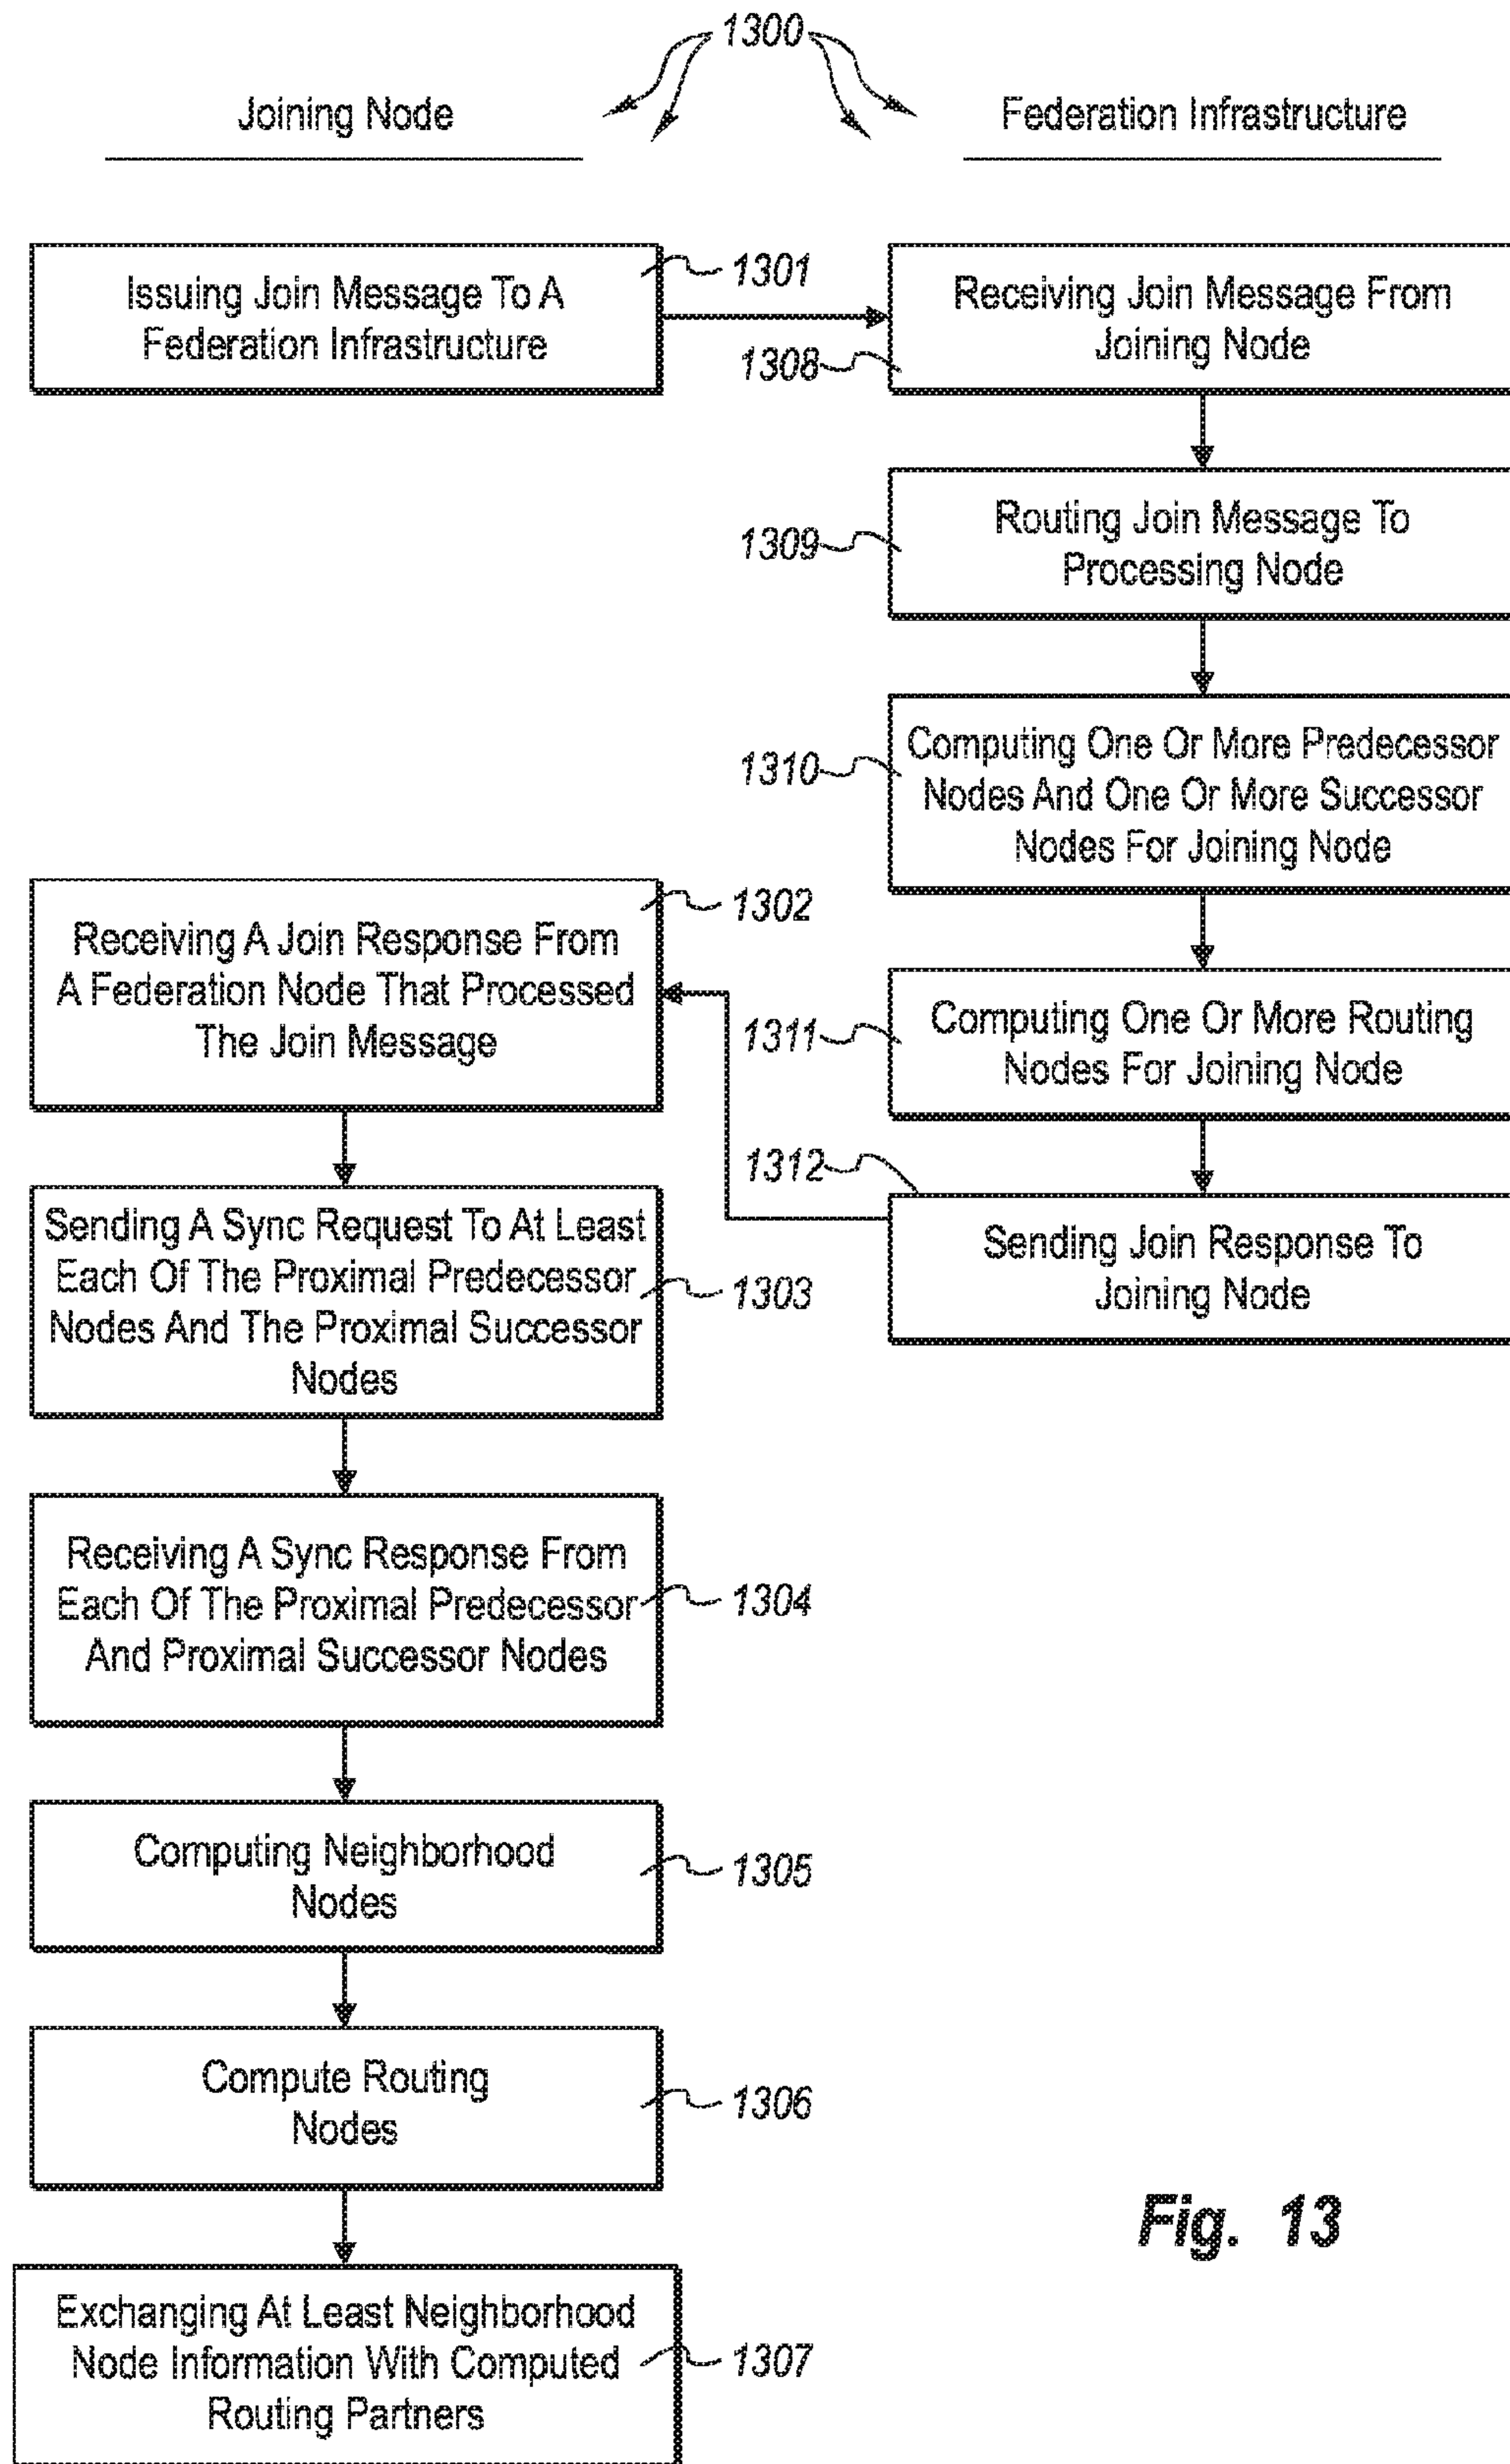 1300
Joining Node
Federation Infrastructure
Issuing Join Message To A
Federation Infrastructure
1301
Receiving Join Message From
Joining Node
1308
Routing Join Message To
Processing Node
1309
Computing One Or More Predecessor
Nodes And One Or More Successor
Nodes For Joining Node
1310
Receiving A Join Response From
A Federation Node That Processed
The Join Message
1302
Computing One Or More Routing
Nodes For Joining Node
1311
1312
Sending Join Response To
Joining Node
Sending A Sync Request To At Least
Each Of The Proximal Predecessor
Nodes And The Proximal Successor
Nodes
1303
Receiving A Sync Response From
Each Of The Proximal Predecessor
And Proximal Successor Nodes
1304
Computing Neighborhood
Nodes
1305
Compute Routing
Nodes
1306
Exchanging At Least Neighborhood
Node Information With Computed
Routing Partners
1307
Fig. 13